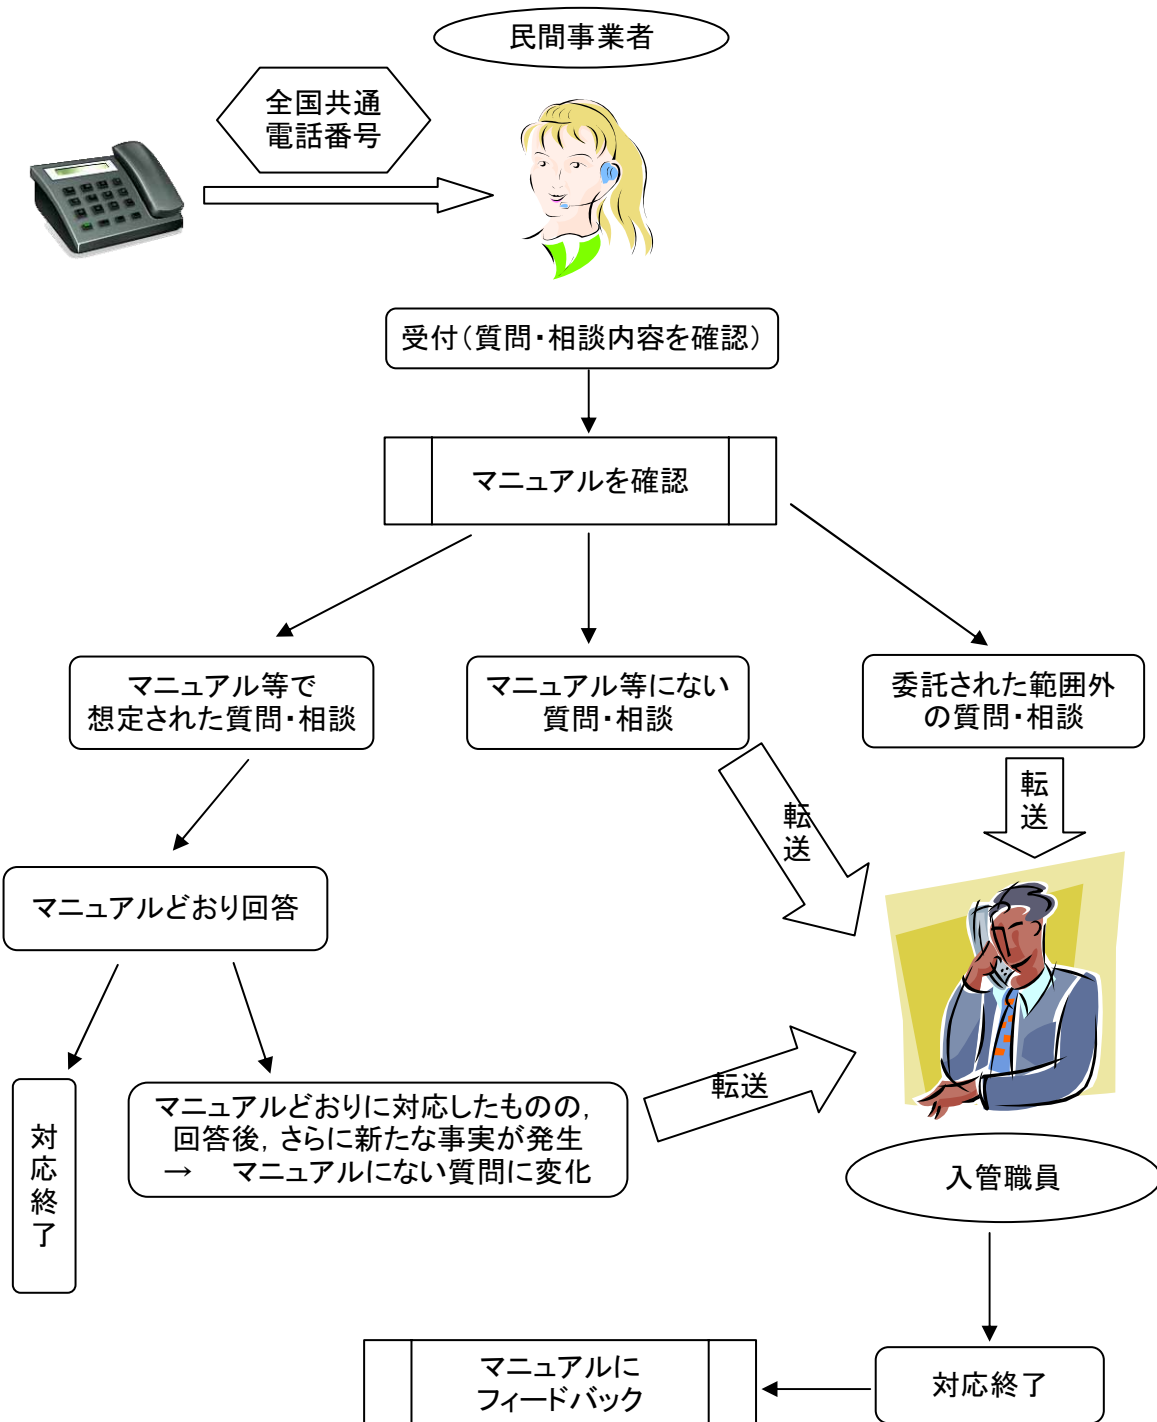 民間事業者
全国共通
電話番号
受付（質問・相談内容を確認）
マニュアルを確認
マニュアル等で
想定された質問・相談
マニュアル等にない
質問・相談
委託された範囲外
の質問・相談
転送
転送
マニュアルどおり回答
対応終了
マニュアルどおりに対応したものの，
回答後，さらに新たな事実が発生
→　マニュアルにない質問に変化
転送
入管職員
対応終了
マニュアルに
フィードバック